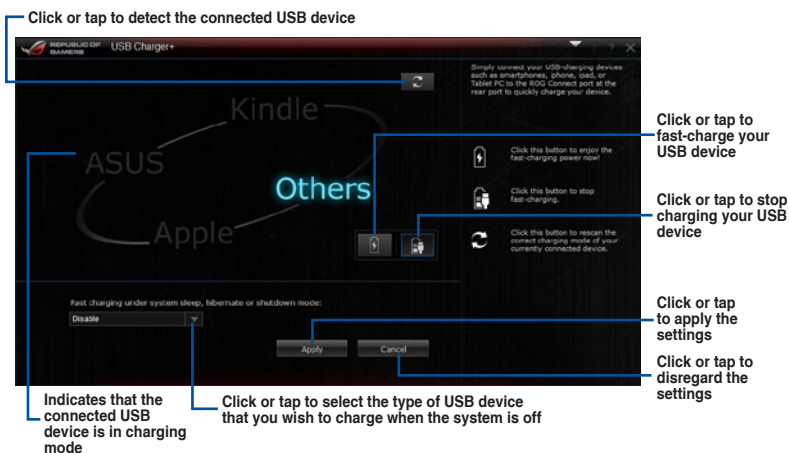 Click or tap to detect the connected USB device
REPUBLIC OF
GAMERS
USB Charger+
?
Simply connect your USB-charging devices
such as smartphones, iphone, ipad, or
Tablet PC to the ROG Connect port at the
rear port to quickly charge your device.
Kindle
ASUS
Others
Apple
Click this button to enjoy the
fast-charging power now!
Click this button to stop
fast-charging.
Click this button to rescan the
correct charging mode of your
currently connected device.
Click or tap to
fast-charge your
USB device
Click or tap to stop
charging your USB
device
Fast charging under system sleep, hibernate or shutdown mode:
Disable
Apply
Cancel
Click or tap
to apply the
settings
Click or tap to
disregard the
settings
Indicates that the
connected USB
device is in charging
mode
Click or tap to select the type of USB device
that you wish to charge when the system is off